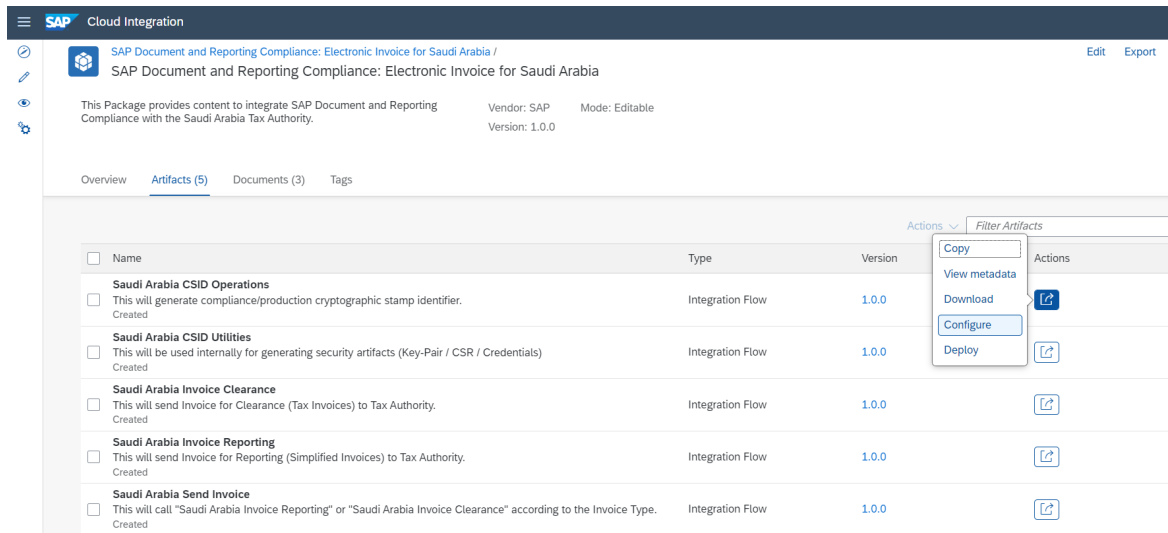 SAP Cloud Integration
SAP Document and Reporting Compliance: Electronic Invoice for Saudi Arabia /
Edit Export
SAP Document and Reporting Compliance: Electronic Invoice for Saudi Arabia
This Package provides content to integrate SAP Document and Reporting
Compliance with the Saudi Arabia Tax Authority.
Vendor: SAP Mode: Editable
Version: 1.0.0
Overview Artifacts (5) Documents (3) Tags
Actions Filter Artifacts
Name Type Version Actions
Copy
View metadata
Download
Configure
Deploy
Saudi Arabia CSID Operations
This will generate compliance/production cryptographic stamp identifier. Integration Flow 1.0.0
Created
Saudi Arabia CSID Utilities
This will be used internally for generating security artifacts (Key-Pair / CSR / Credentials) Integration Flow 1.0.0
Created
Saudi Arabia Invoice Clearance
This will send Invoice for Clearance (Tax Invoices) to Tax Authority. Integration Flow 1.0.0
Created
Saudi Arabia Invoice Reporting
This will send Invoice for Reporting (Simplified Invoices) to Tax Authority. Integration Flow 1.0.0
Created
Saudi Arabia Send Invoice
This will call "Saudi Arabia Invoice Reporting" or "Saudi Arabia Invoice Clearance" according to the Invoice Type. Integration Flow 1.0.0
Created